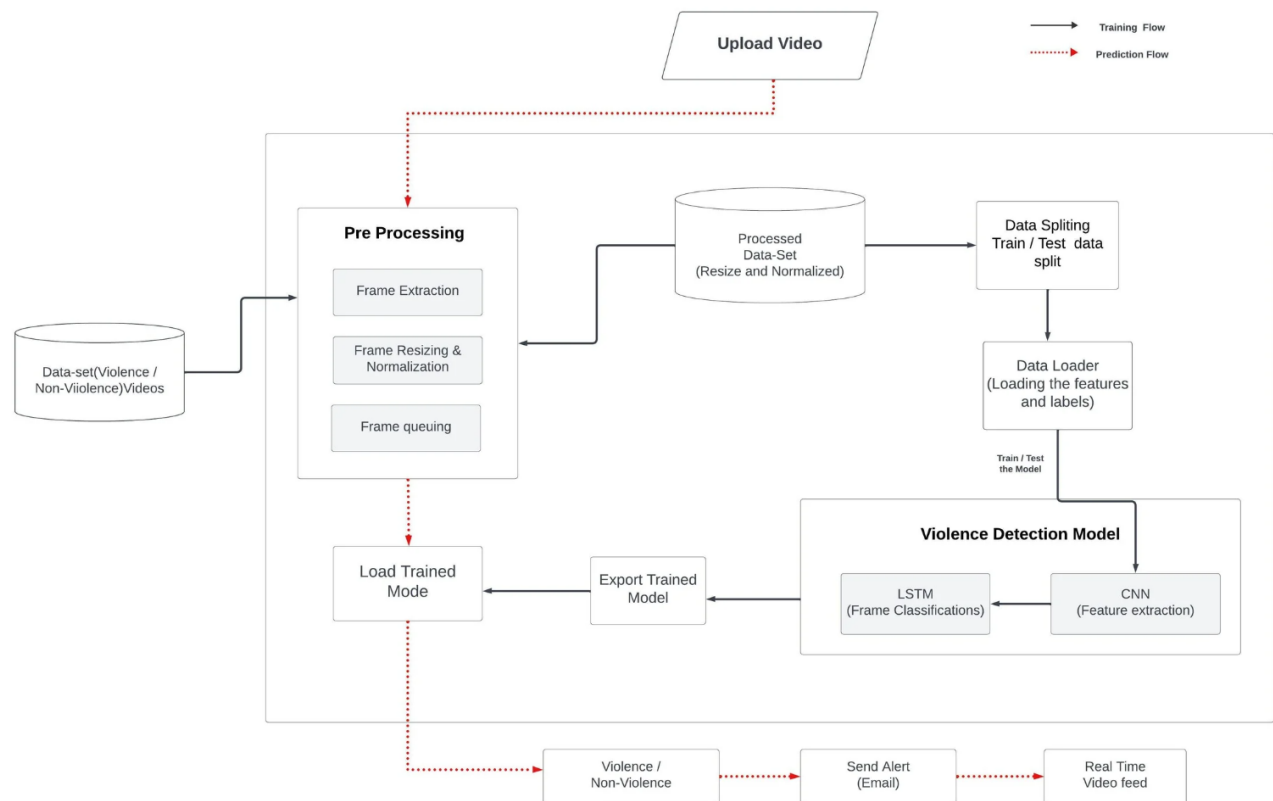 Upload Video
Training Flow
Prediction Flow
Pre Processing
Frame Extraction
Frame Resizing &
Normalization
Frame queuing
Data-set(Violence /
Non-Viiolence)Videos
Processed
Data-Set
(Resize and Normalized)
Data Spliting
Train / Test data
split
Data Loader
(Loading the features
and labels)
Train / Test
the Model
Violence Detection Model
CNN
(Feature extraction)
LSTM
(Frame Classifications)
Export Trained
Model
Load Trained
Mode
Violence /
Non-Violence
Send Alert
(Email)
Real Time
Video feed